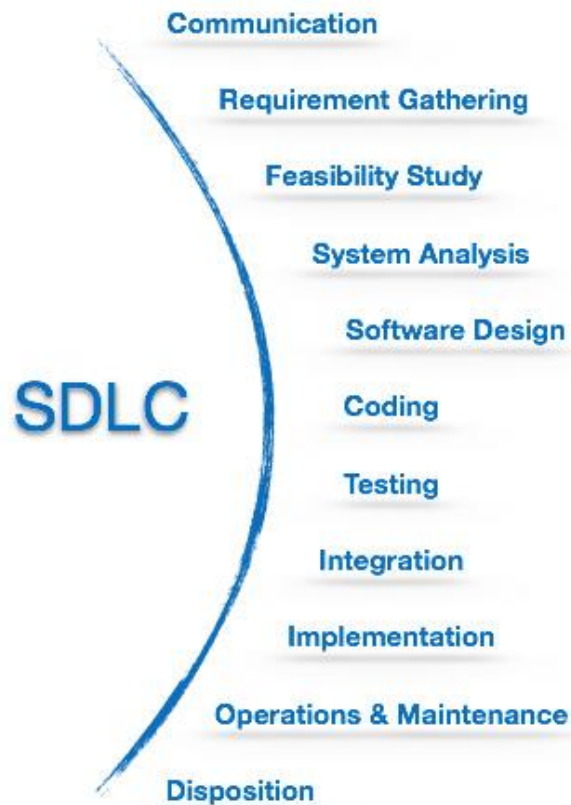 Communication
Requirement Gathering
Feasibility Study
System Analysis
Software Design
SDLC
Coding
Testing
Integration
Implementation
Operations & Maintenance
Disposition